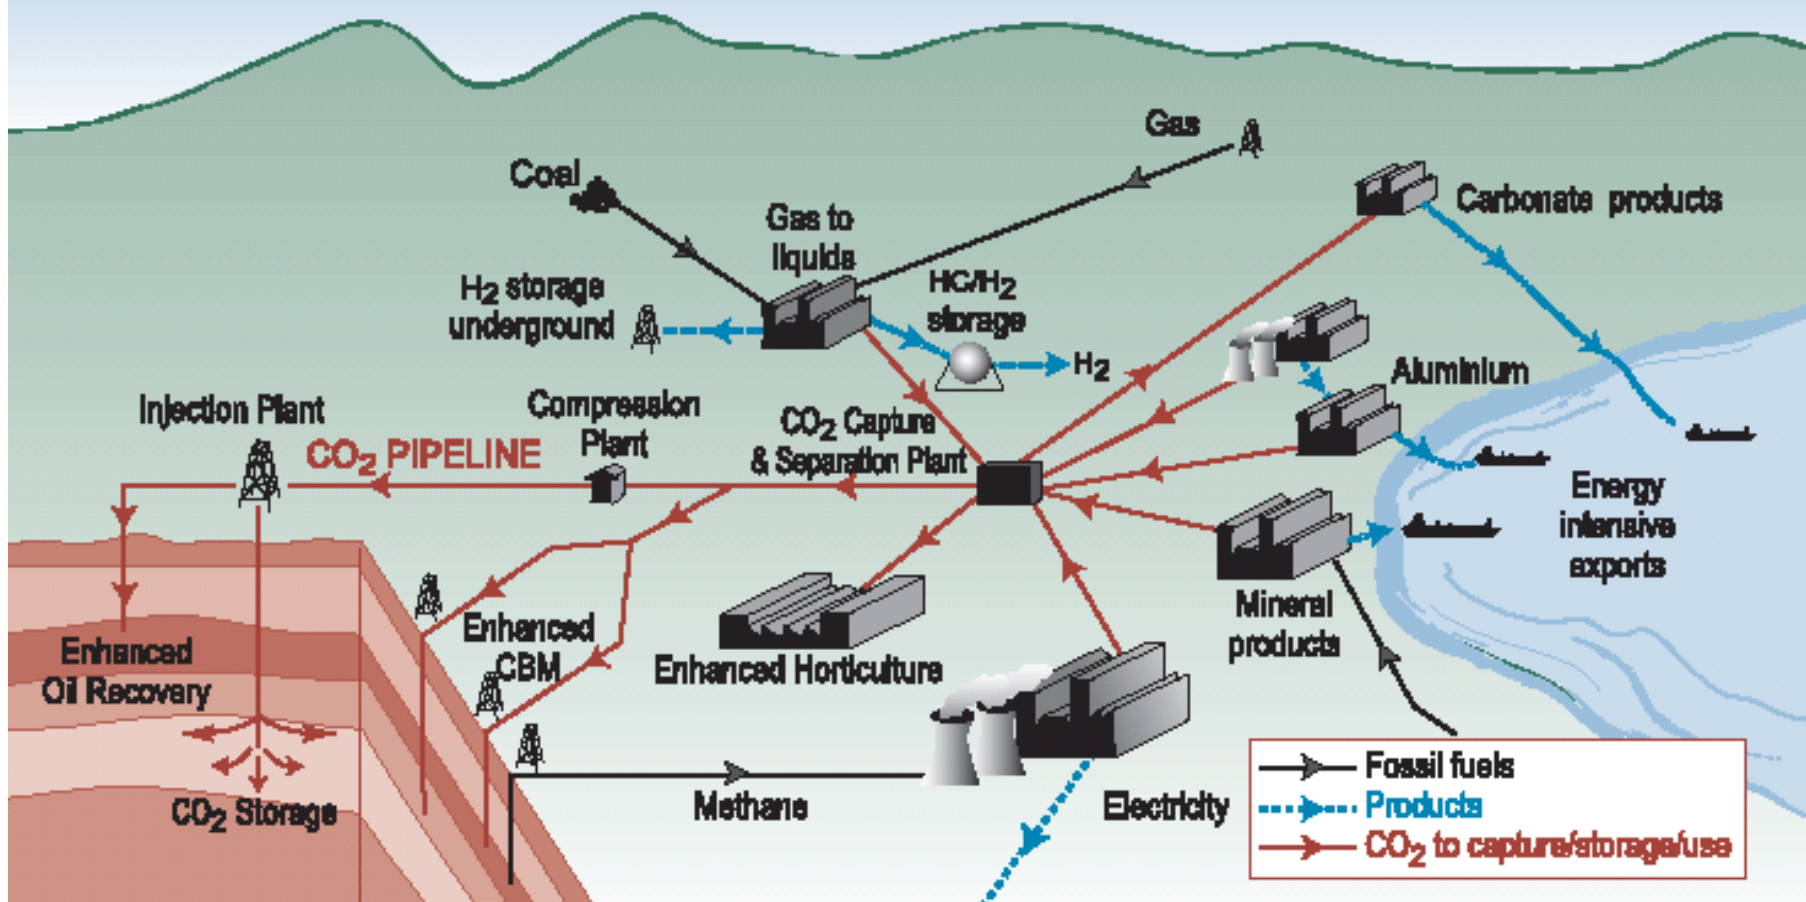 Gas
Coal
Carbonate products
Gas to
liquids
H2 storage
underground
HC/H2
storage
H2
Aluminium
Injection Plant
Compression
Plant
CO2 Capture
& Separation Plant
CO2 PIPELINE
Energy
intensive
exports
Mineral
products
Enhanced
CBM
Enhanced Horticulture
Enhanced
Oil Recovery
CO2 Storage
Methane
Electricity
Fossil fuels
Products
CO2 to capture/storage/use